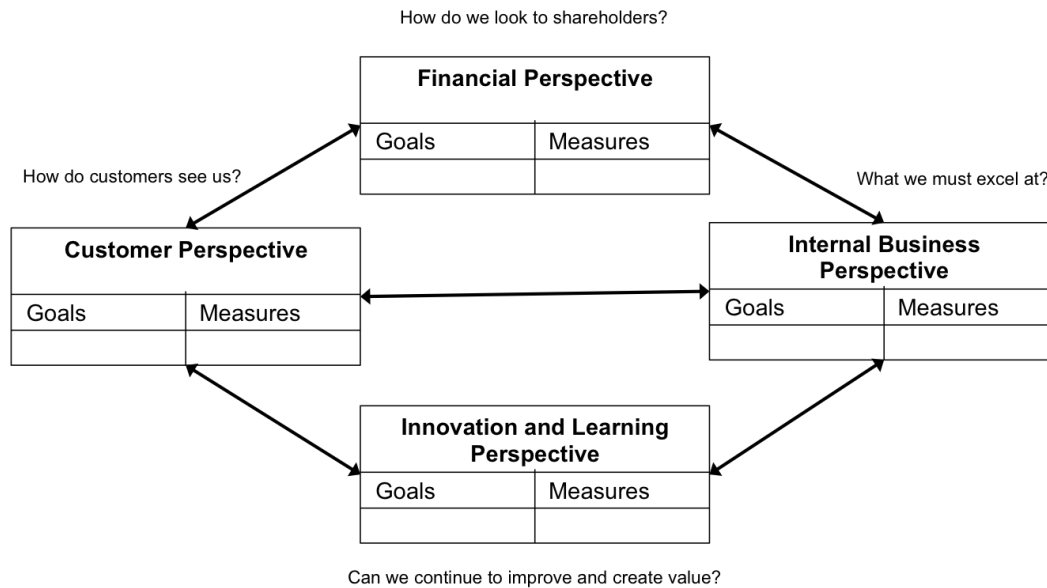 How do we look to shareholders?
Financial Perspective
Goals Measures
How do customers see us?
What we must excel at?
Customer Perspective
Goals Measures
Internal Business
Perspective
Goals Measures
Innovation and Learning
Perspective
Goals Measures
Can we continue to improve and create value?